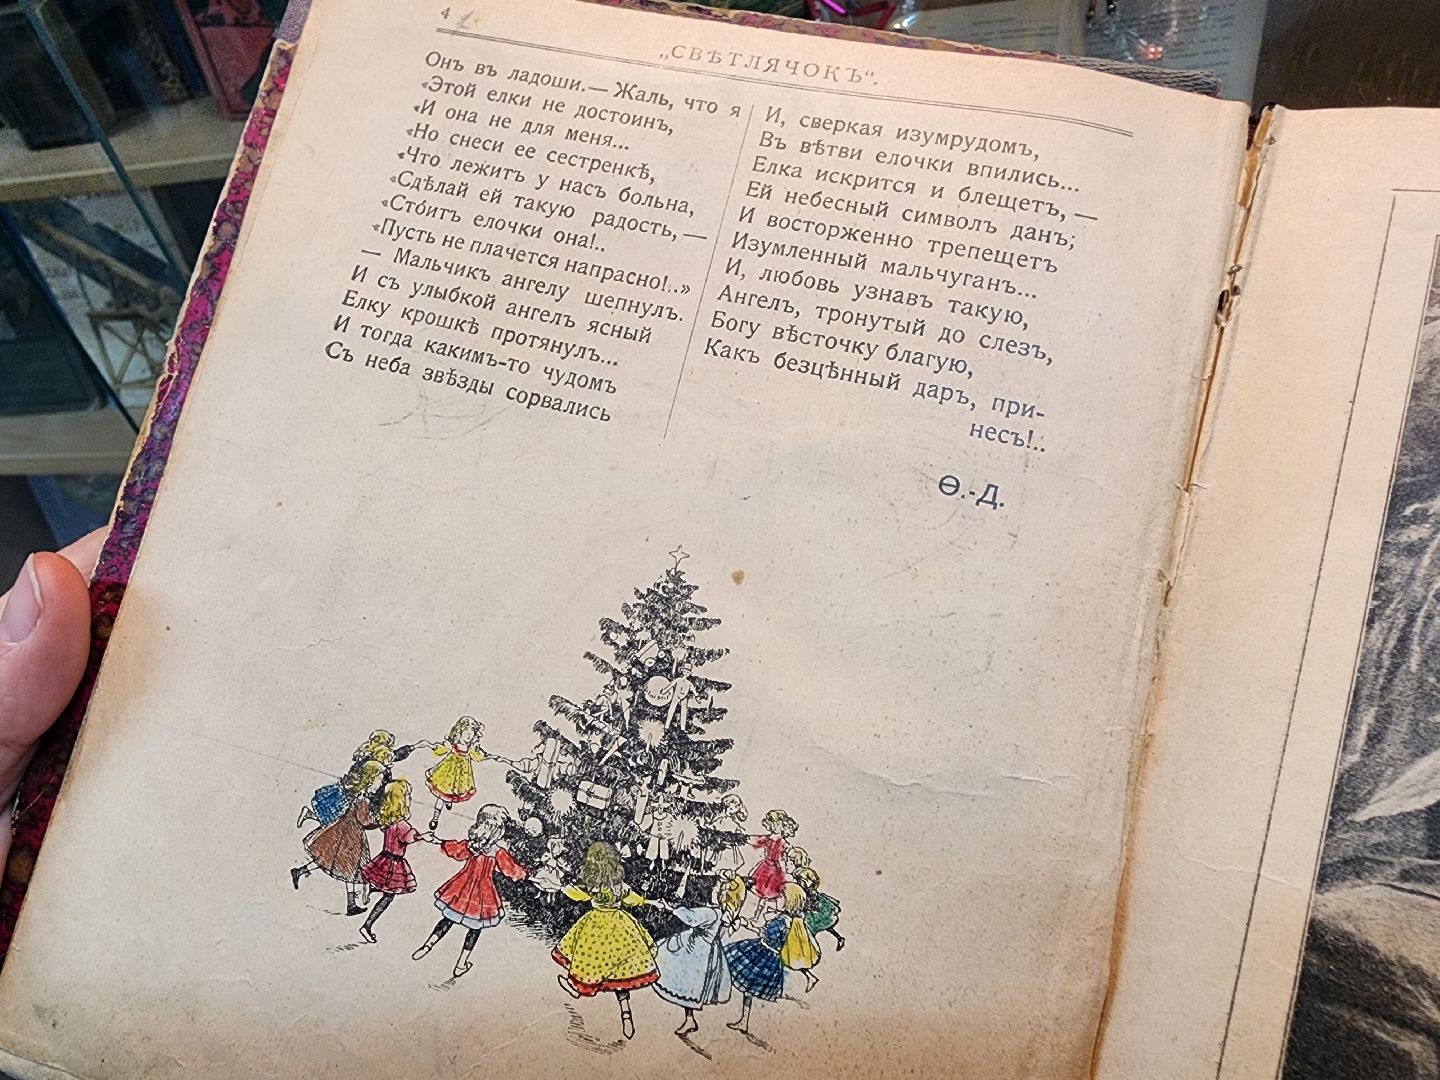 4
„СВѢТЛЯЧОКЪ“.
Онъ въ ладоши.— Жаль, что я
«Этой елки не достоинъ,
«И она не для меня...
«Но снеси ее сестренкѣ,
«Что лежитъ у насъ больна,
«Сдѣлай ей такую радость,—
«Сто́итъ елочки она!..
«Пусть не плачется напрасно!..»
— Мальчикъ ангелу шепнулъ.
И съ улыбкой ангелъ ясный
Елку крошкѣ протянулъ...
И тогда какимъ-то чудомъ
Съ неба звѣзды сорвались
И, сверкая изумрудомъ,
Въ вѣтви елочки впились...
Елка искрится и блещетъ,—
Ей небесный символъ данъ;
И восторженно трепещетъ
Изумленный мальчуганъ...
И, любовь узнавъ такую,
Ангелъ, тронутый до слезъ,
Богу вѣсточку благую,
Какъ безцѣнный даръ, при-
несъ!..
Ѳ.-Д.